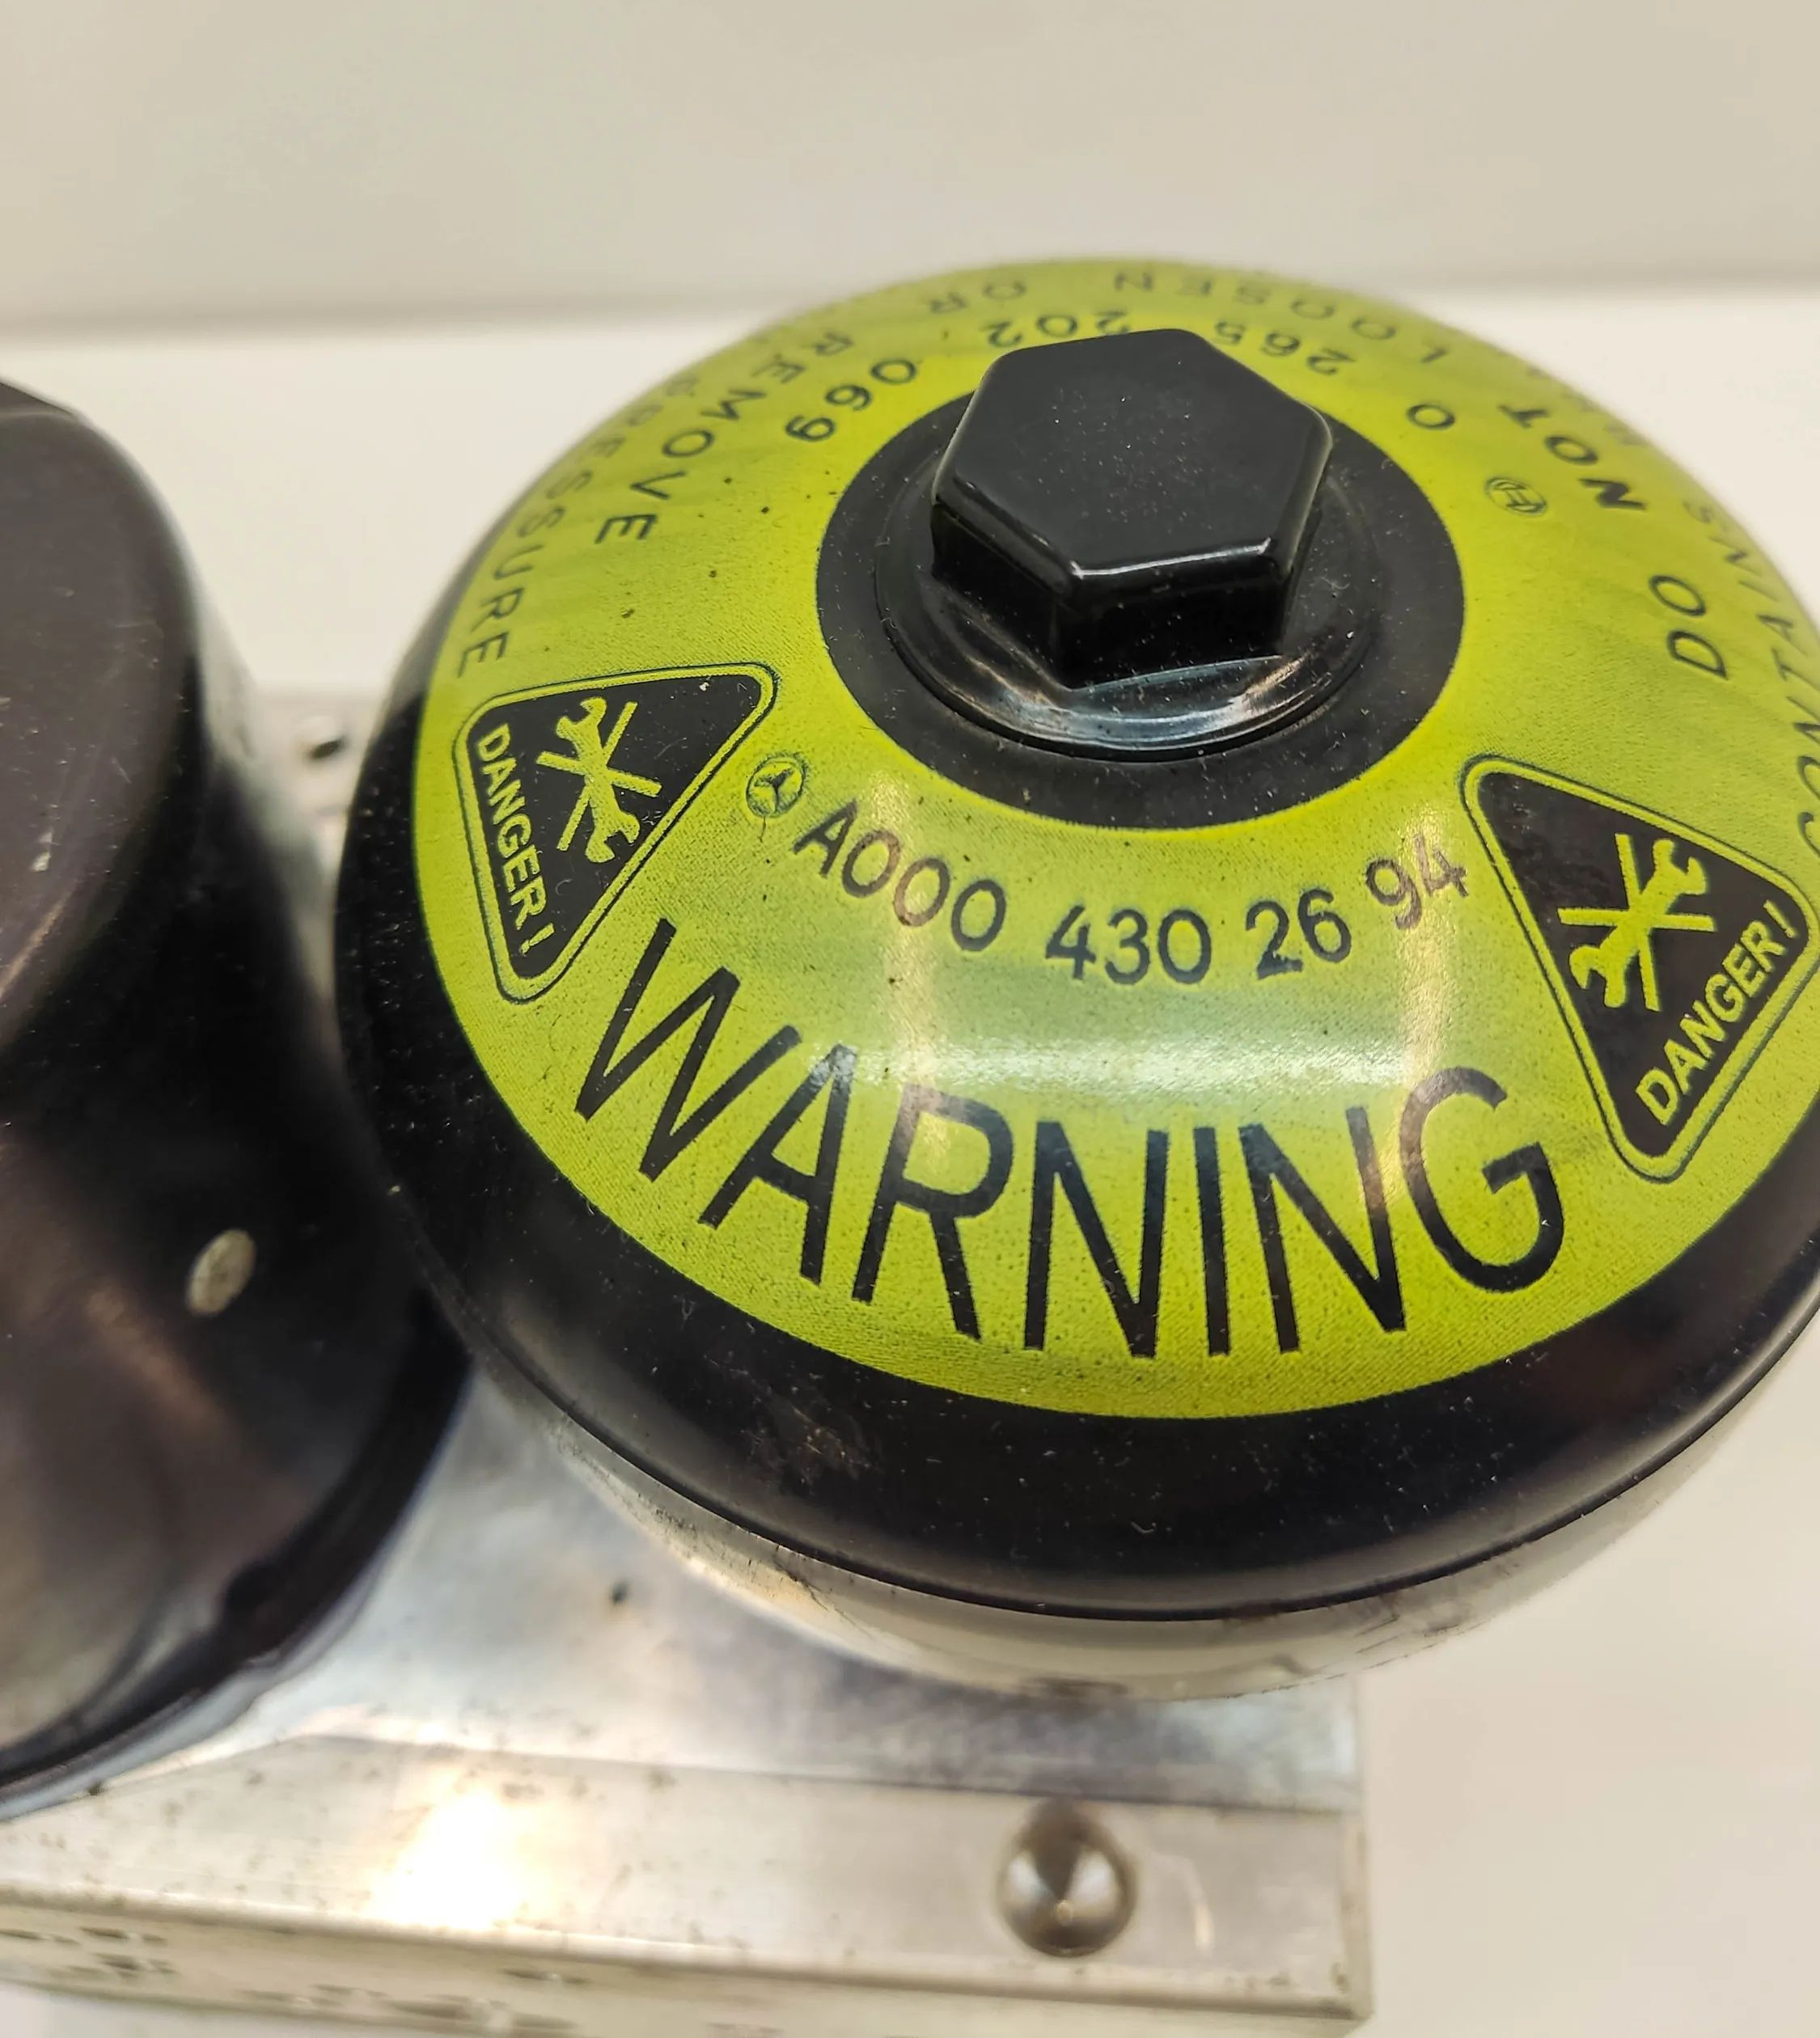 A000 430 26 94
WARNING
DANGER!
DANGER!
0 265 202 069
DO NOT LOOSEN OR REMOVE
CONTAINS
PRESSURE